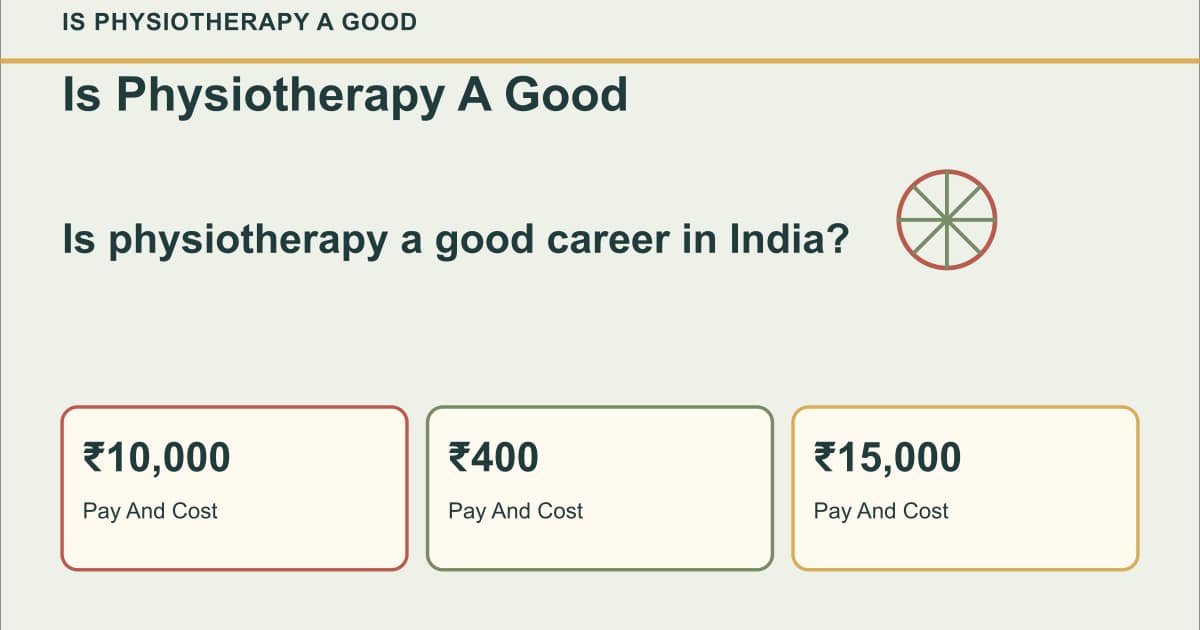 IS PHYSIOTHERAPY A GOOD
Is Physiotherapy A Good
Is physiotherapy a good career in India?
₹10,000
Pay And Cost
₹400
Pay And Cost
₹15,000
Pay And Cost